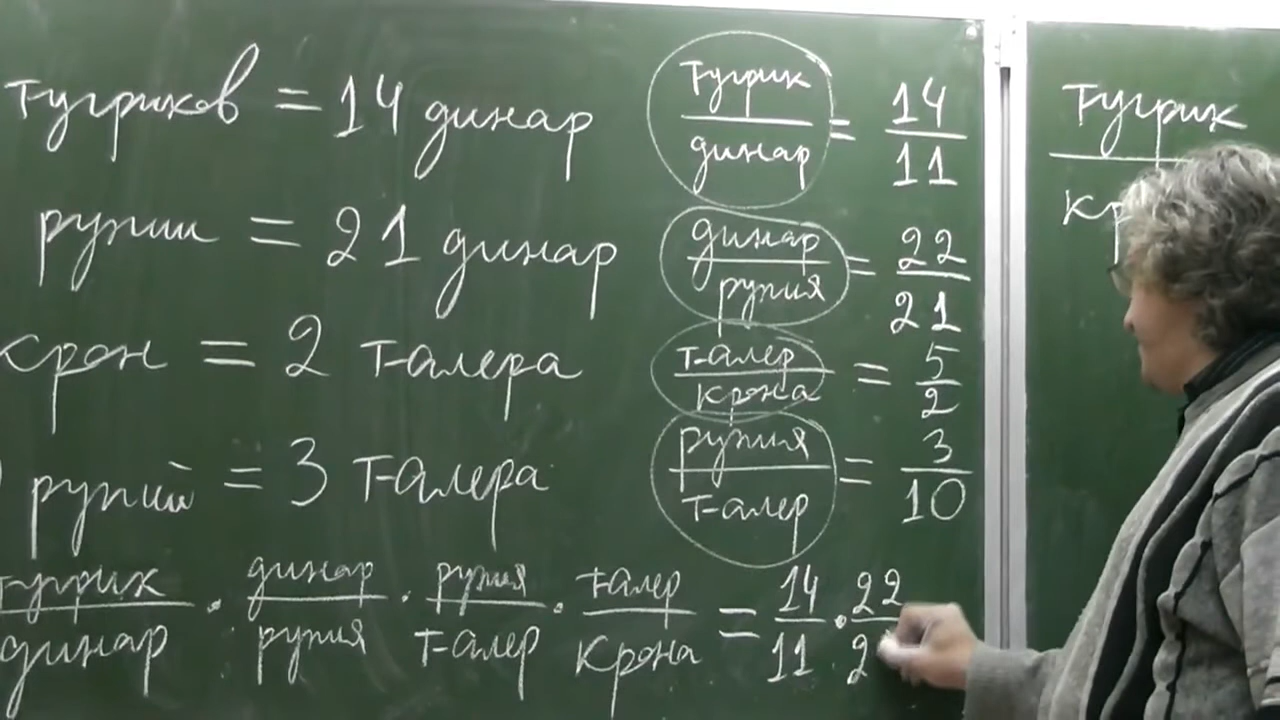 тугриков = 14 динар
тугрик/динар = 14/11
рупии = 21 динар
динар/рупия = 22/21
крон = 2 талера
талер/крона = 5/2
рупий = 3 талера
рупия/талер = 3/10
тугрик/динар · динар/рупия · рупия/талер · талер/крона = 14/11 · 22/2
тугрик
кр